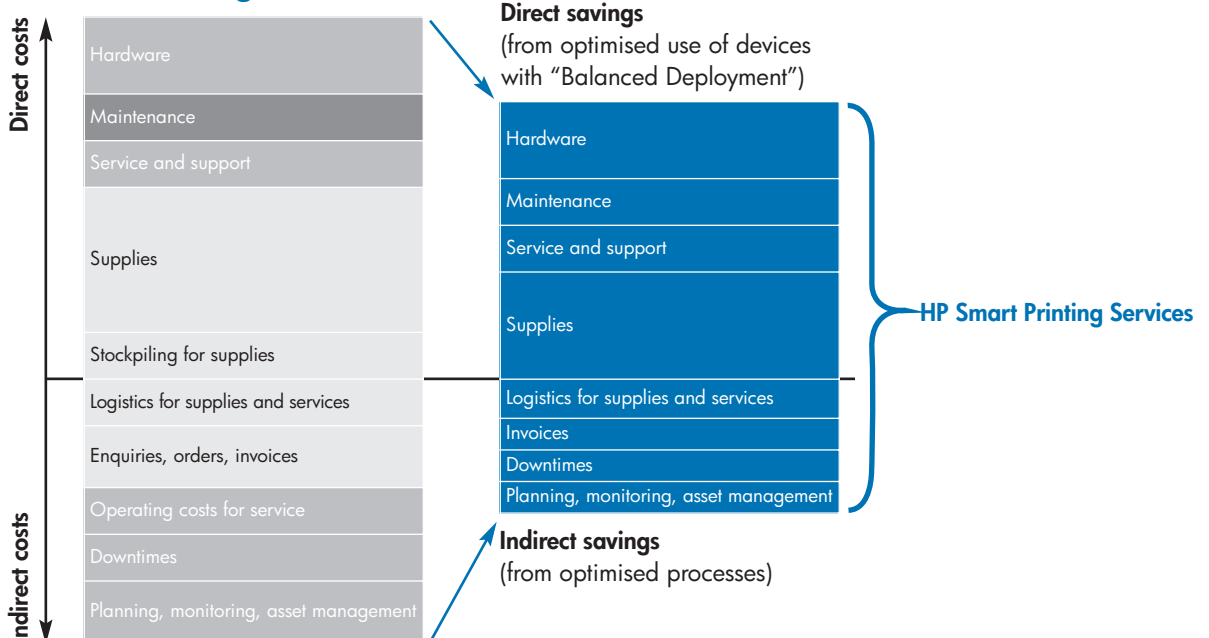 Direct costs
Hardware
Maintenance
Service and support
Supplies
Stockpiling for supplies
Logistics for supplies and services
Enquiries, orders, invoices
Operating costs for service
Downtimes
Planning, monitoring, asset management
ndirect costs
Direct savings
(from optimised use of devices
with “Balanced Deployment”)
Hardware
Maintenance
Service and support
Supplies
Logistics for supplies and services
Invoices
Downtimes
Planning, monitoring, asset management
Indirect savings
(from optimised processes)
HP Smart Printing Services